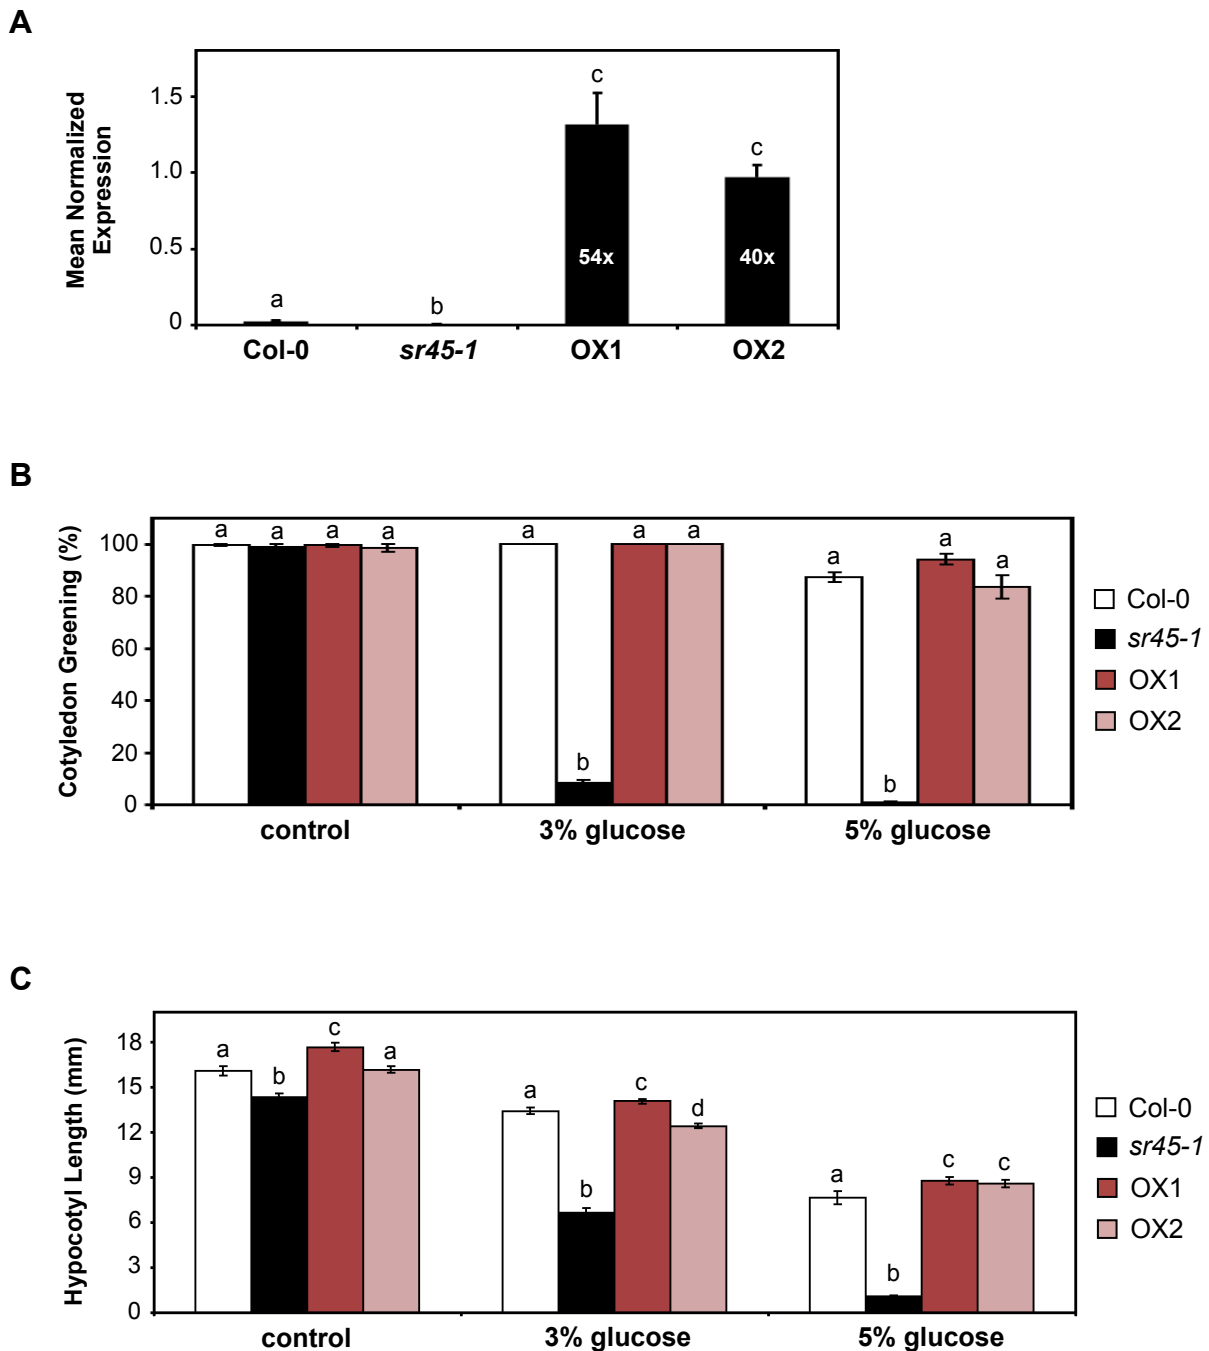 A
Mean Normalized
Expression
1.5
1.0
0.5
0
a
b
c
c
54x
40x
Col-0
sr45-1
OX1
OX2
B
Cotyledon Greening (%)
100
80
60
40
20
0
a
a
a
a
a
b
a
a
a
b
a
a
control
3% glucose
5% glucose
Col-0
sr45-1
OX1
OX2
C
Hypocotyl Length (mm)
18
15
12
9
6
3
0
a
b
c
a
a
b
c
d
a
b
c
c
control
3% glucose
5% glucose
Col-0
sr45-1
OX1
OX2